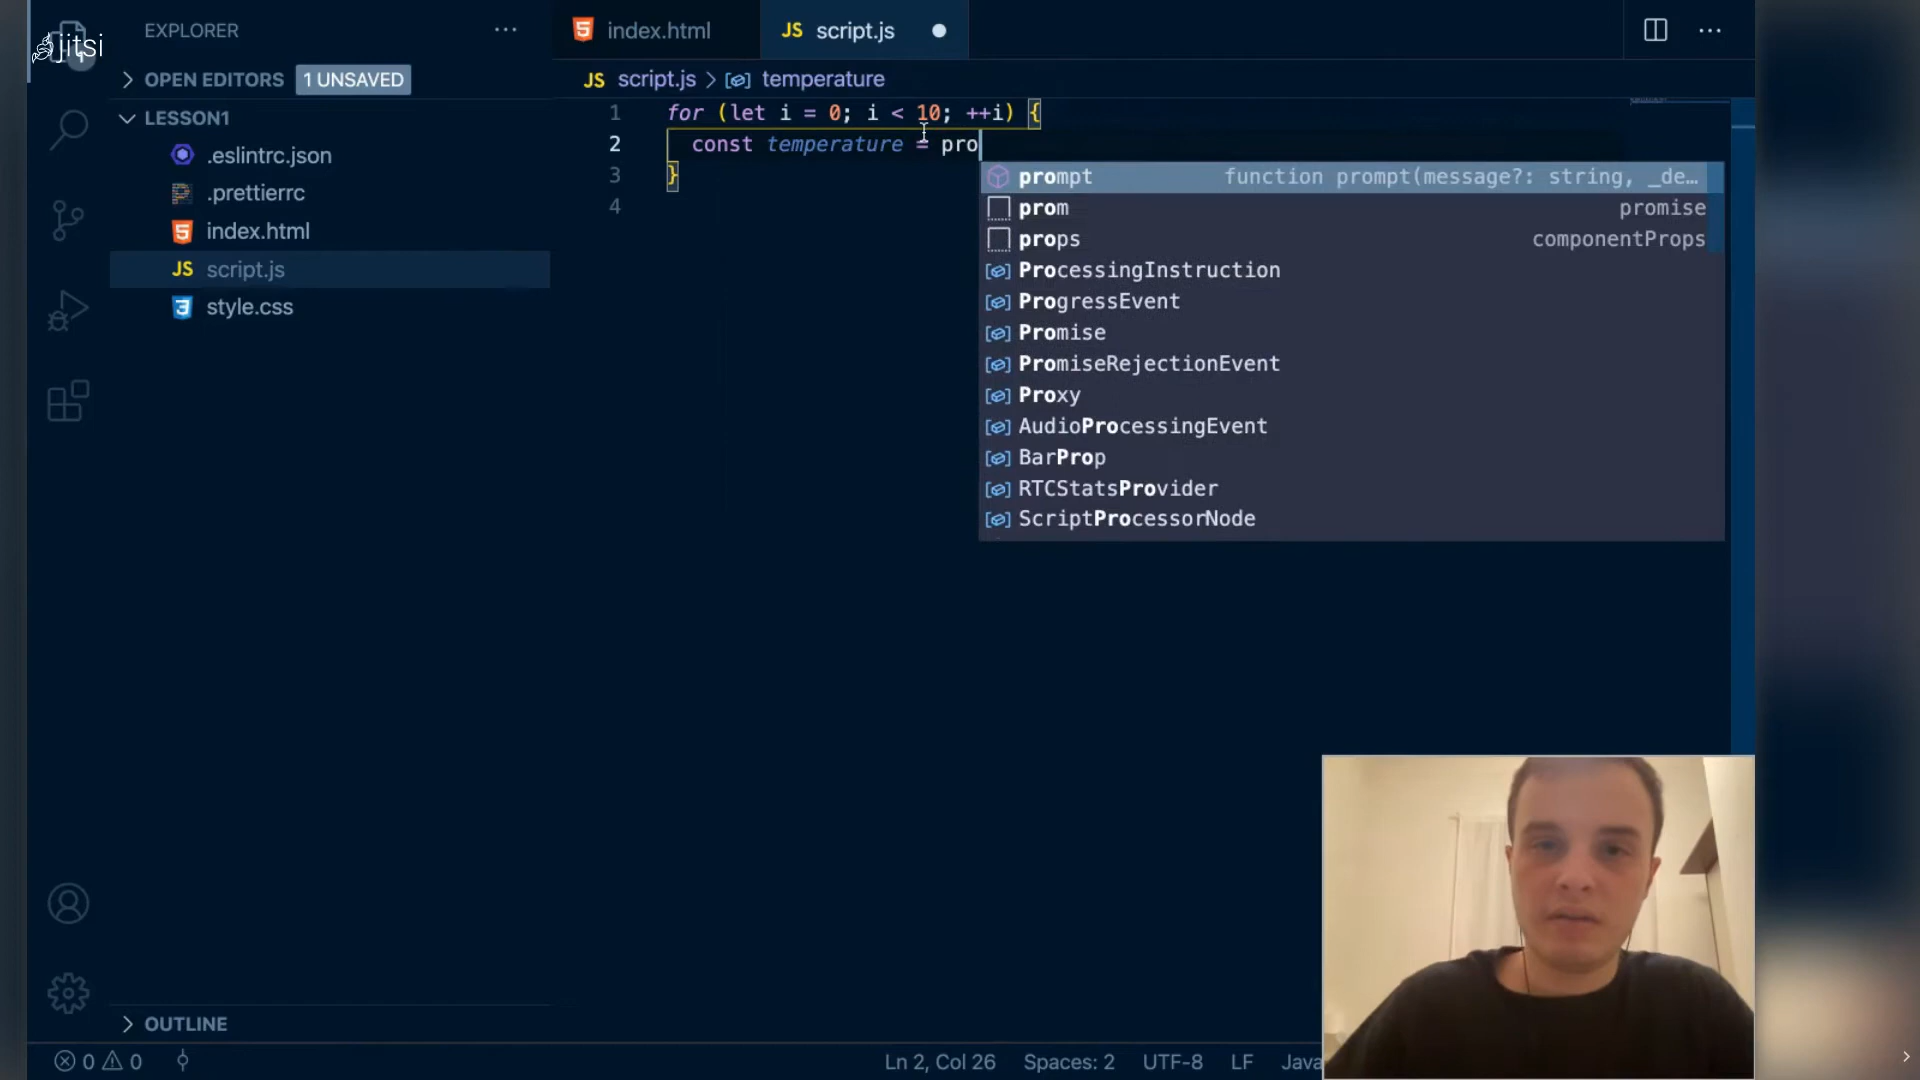 jitsi
EXPLORER
OPEN EDITORS 1 UNSAVED
LESSON1
.eslintrc.json
.prettierrc
index.html
JS script.js
style.css
OUTLINE
index.html
JS script.js
JS script.js > temperature
1 for (let i = 0; i < 10; ++i) {
2 const temperature = pro
3 }
4
prompt function prompt(message?: string, _de…
prom promise
props componentProps
ProcessingInstruction
ProgressEvent
Promise
PromiseRejectionEvent
Proxy
AudioProcessingEvent
BarProp
RTCStatsProvider
ScriptProcessorNode
0 0 Ln 2, Col 26 Spaces: 2 UTF-8 LF Java